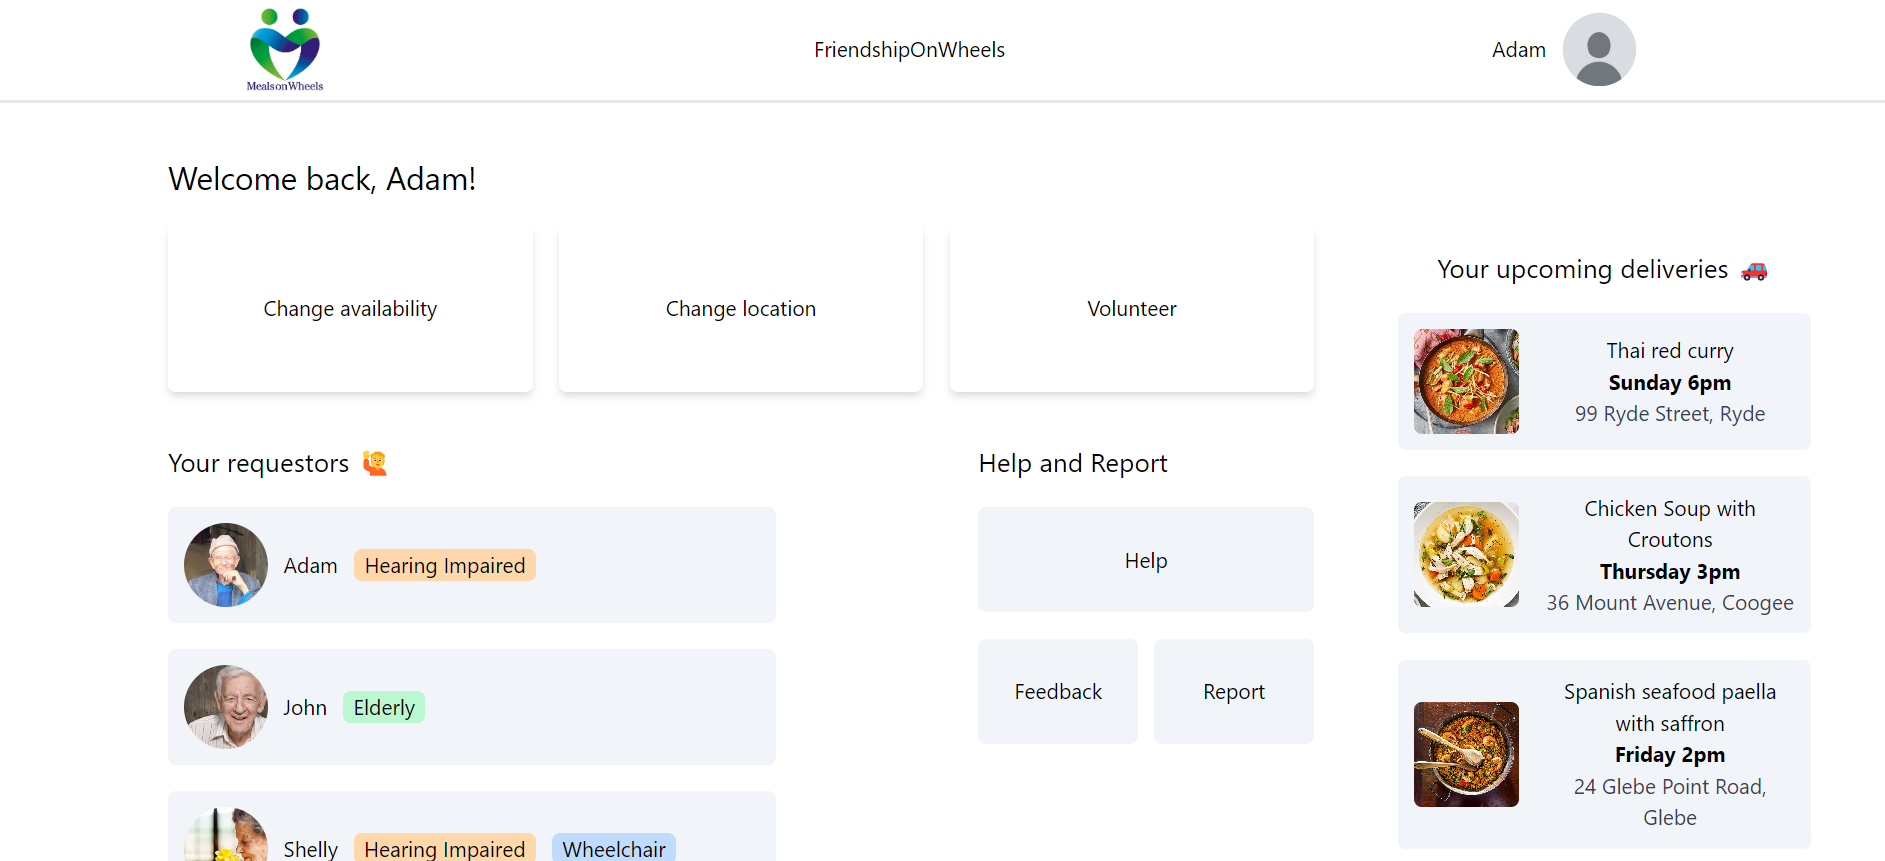 MealsonWheels
FriendshipOnWheels
Adam
Welcome back, Adam!
Change availability
Change location
Volunteer
Your requestors 🙋
Adam
Hearing Impaired
John
Elderly
Shelly
Hearing Impaired
Wheelchair
Help and Report
Help
Feedback
Report
Your upcoming deliveries 🚗
Thai red curry
Sunday 6pm
99 Ryde Street, Ryde
Chicken Soup with
Croutons
Thursday 3pm
36 Mount Avenue, Coogee
Spanish seafood paella
with saffron
Friday 2pm
24 Glebe Point Road,
Glebe